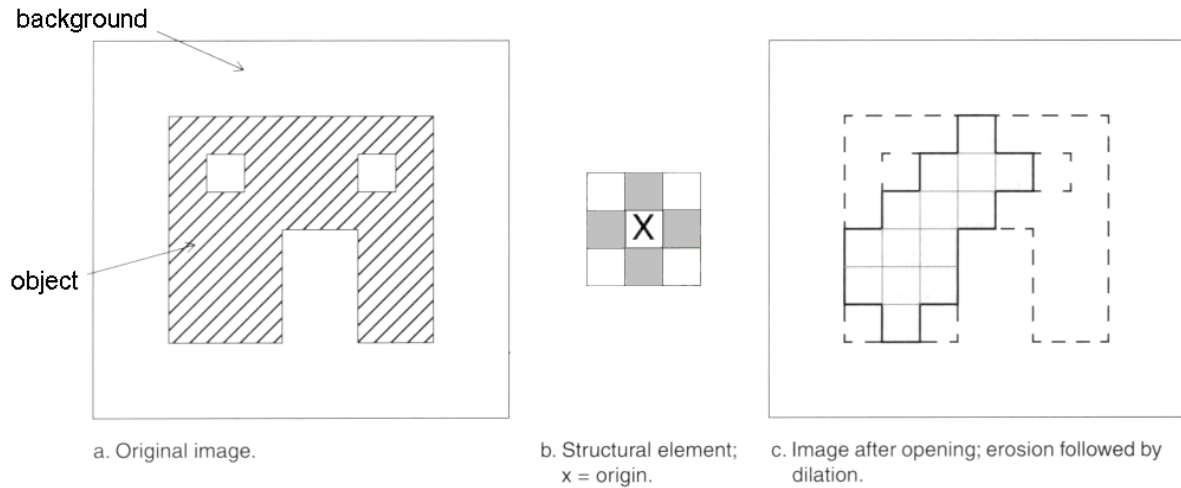 background
object
X
a. Original image.
b. Structural element;
x = origin.
c. Image after opening; erosion followed by
dilation.